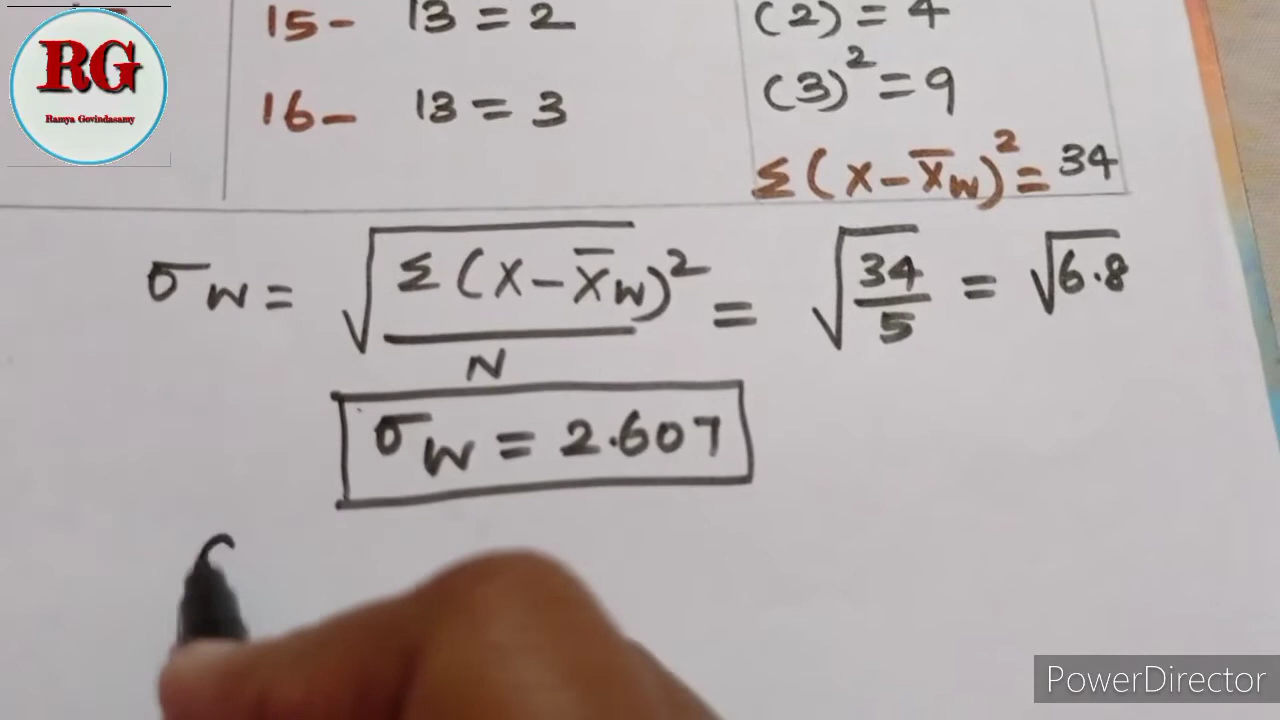 15- 13 = 2 (2) = 4
RG
Ramya Govindasamy
16- 13 = 3 (3)² = 9
Σ(X-X̅w)² = 34
σw = √Σ(X-X̅w)²/N = √34/5 = √6.8
σw = 2.607
PowerDirector